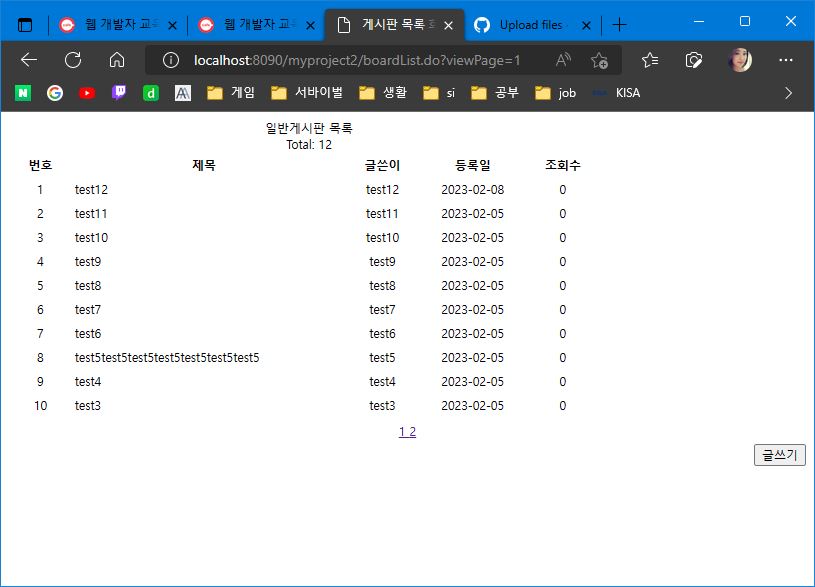 웹 개발자 교육
웹 개발자 교육
게시판 목록
Upload files
localhost:8090/myproject2/boardList.do?viewPage=1
게임 서바이벌 생활 si 공부 job KISA
일반게시판 목록
Total: 12
번호 제목 글쓴이 등록일 조회수
1 test12 test12 2023-02-08 0
2 test11 test11 2023-02-05 0
3 test10 test10 2023-02-05 0
4 test9 test9 2023-02-05 0
5 test8 test8 2023-02-05 0
6 test7 test7 2023-02-05 0
7 test6 test6 2023-02-05 0
8 test5test5test5test5test5test5test5 test5 2023-02-05 0
9 test4 test4 2023-02-05 0
10 test3 test3 2023-02-05 0
1 2
글쓰기